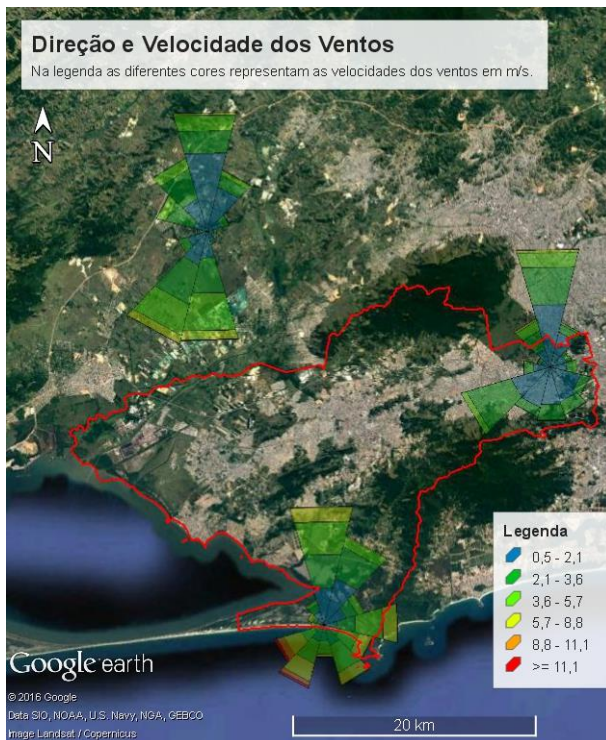 Direção e Velocidade dos Ventos
Na legenda as diferentes cores representam as velocidades dos ventos em m/s.
N
Legenda
0,5 - 2,1
2,1 - 3,6
3,6 - 5,7
5,7 - 8,8
8,8 - 11,1
>= 11,1
Google earth
© 2016 Google
Data SIO, NOAA, U.S. Navy, NGA, GEBCO
Image Landsat / Copernicus
20 km